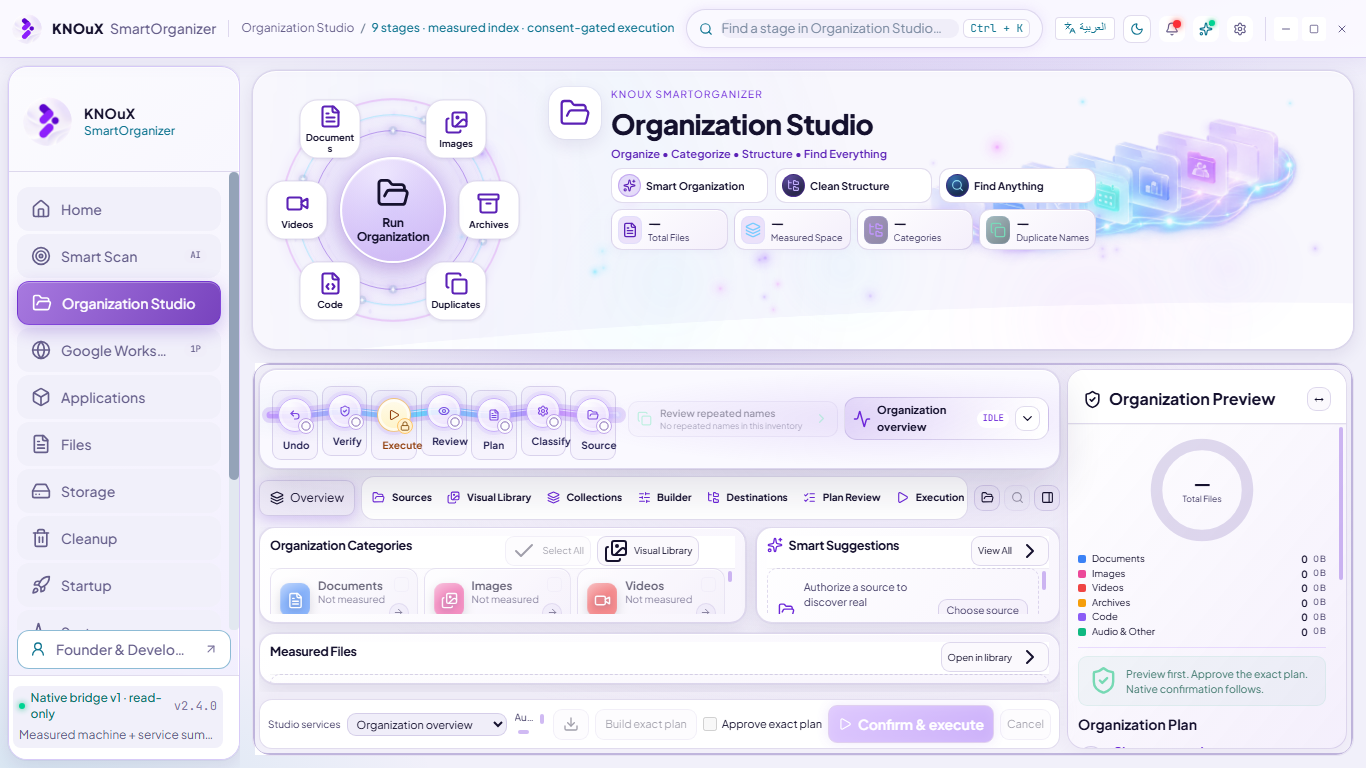 KNOuX SmartOrganizer
Organization Studio / 9 stages · measured index · consent-gated execution
Find a stage in Organization Studio... Ctrl + K
العربية
KNOuX
SmartOrganizer
Home
Smart Scan AI
Organization Studio
Google Works... 1P
Applications
Files
Storage
Cleanup
Startup
Founder & Develo...
Native bridge v1 · read-only v2.4.0
Measured machine + service sum...
Documents
Images
Videos
Run
Organization
Archives
Code
Duplicates
KNOUX SMARTORGANIZER
Organization Studio
Organize • Categorize • Structure • Find Everything
Smart Organization
Clean Structure
Find Anything
— Total Files
— Measured Space
— Categories
— Duplicate Names
Undo
Verify
Execute
Review
Plan
Classify
Source
Review repeated names
No repeated names in this inventory
Organization overview IDLE
Overview
Sources
Visual Library
Collections
Builder
Destinations
Plan Review
Execution
Organization Categories
Select All
Visual Library
Documents
Not measured
Images
Not measured
Videos
Not measured
Smart Suggestions
View All
Authorize a source to
discover real
Choose source
Measured Files
Open in library
Studio services
Organization overview
Au...
Build exact plan
Approve exact plan
Confirm & execute
Cancel
Organization Preview
—
Total Files
Documents 0 0 B
Images 0 0 B
Videos 0 0 B
Archives 0 0 B
Code 0 0 B
Audio & Other 0 0 B
Preview first. Approve the exact plan.
Native confirmation follows.
Organization Plan